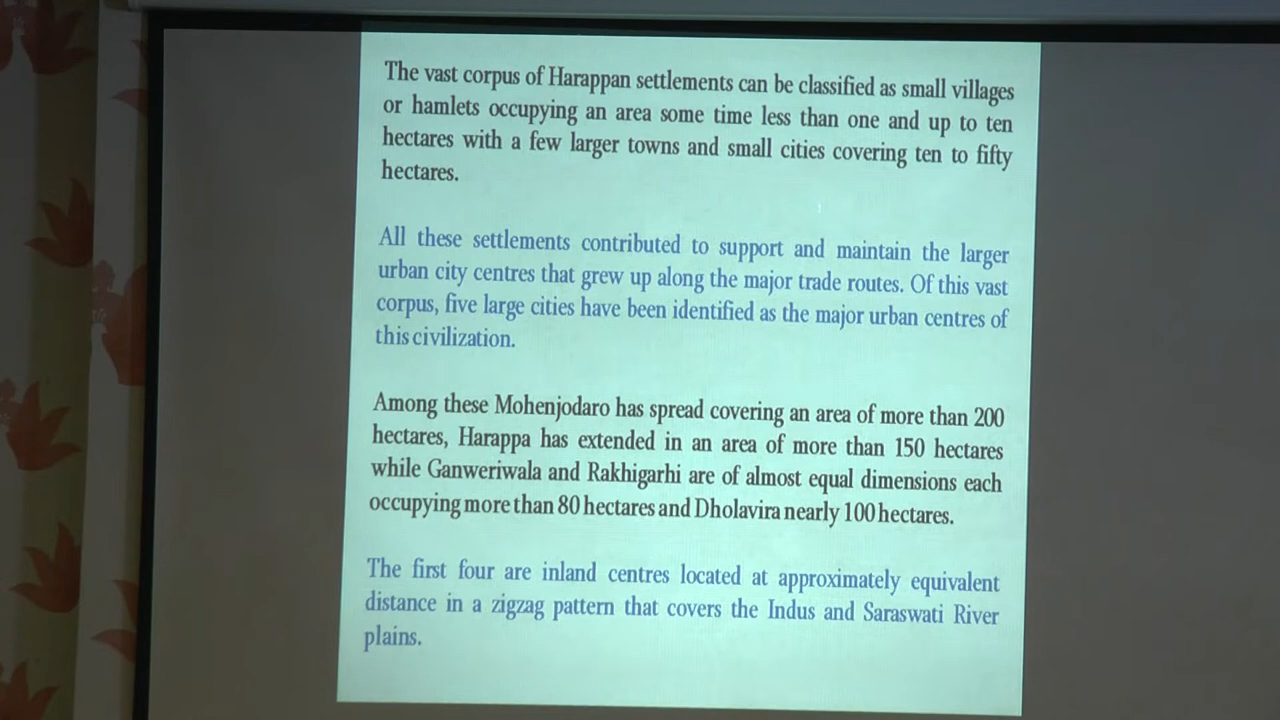 The vast corpus of Harappan settlements can be classified as small villages
or hamlets occupying an area some time less than one and up to ten
hectares with a few larger towns and small cities covering ten to fifty
hectares.
All these settlements contributed to support and maintain the larger
urban city centres that grew up along the major trade routes. Of this vast
corpus, five large cities have been identified as the major urban centres of
this civilization.
Among these Mohenjodaro has spread covering an area of more than 200
hectares, Harappa has extended in an area of more than 150 hectares
while Ganweriwala and Rakhigarhi are of almost equal dimensions each
occupying more than 80 hectares and Dholavira nearly 100 hectares.
The first four are inland centres located at approximately equivalent
distance in a zigzag pattern that covers the Indus and Saraswati River
plains.